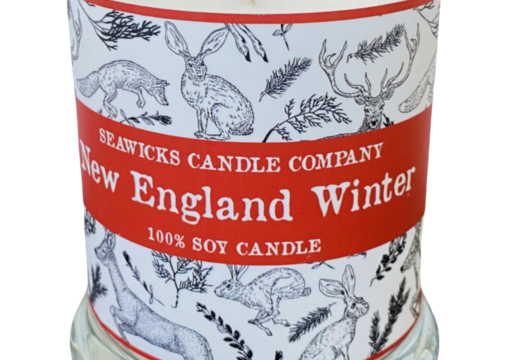 SEAWICKS CANDLE COMPANY
New England Winter
100% SOY CANDLE